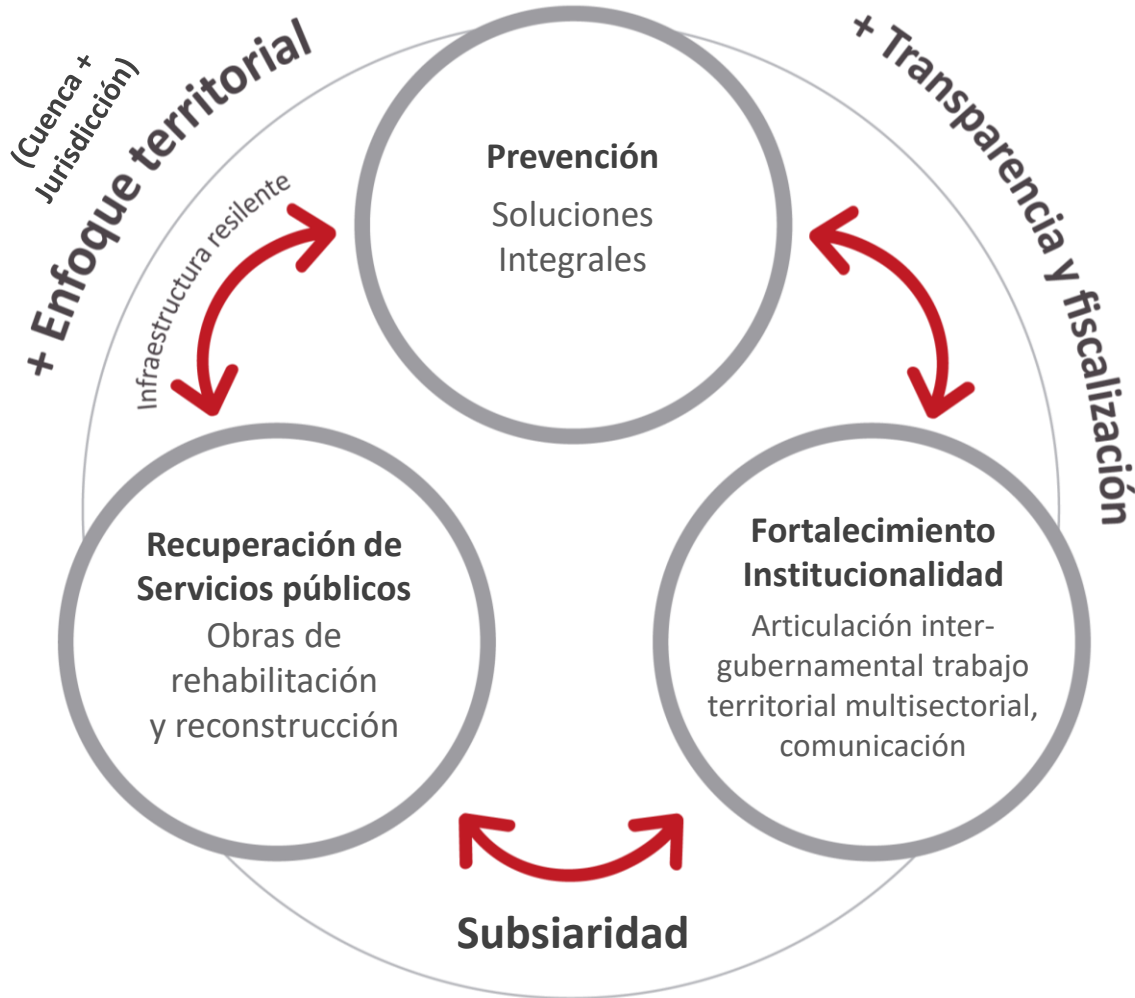 (Cuenca +
Jurisdicción)
+ Enfoque territorial
Infraestructura resilente
+ Transparencia y fiscalización
Prevención
Soluciones
Integrales
Recuperación de
Servicios públicos
Obras de
rehabilitación
y reconstrucción
Fortalecimiento
Institucionalidad
Articulación inter-
gubernamental trabajo
territorial multisectorial,
comunicación
Subsiaridad